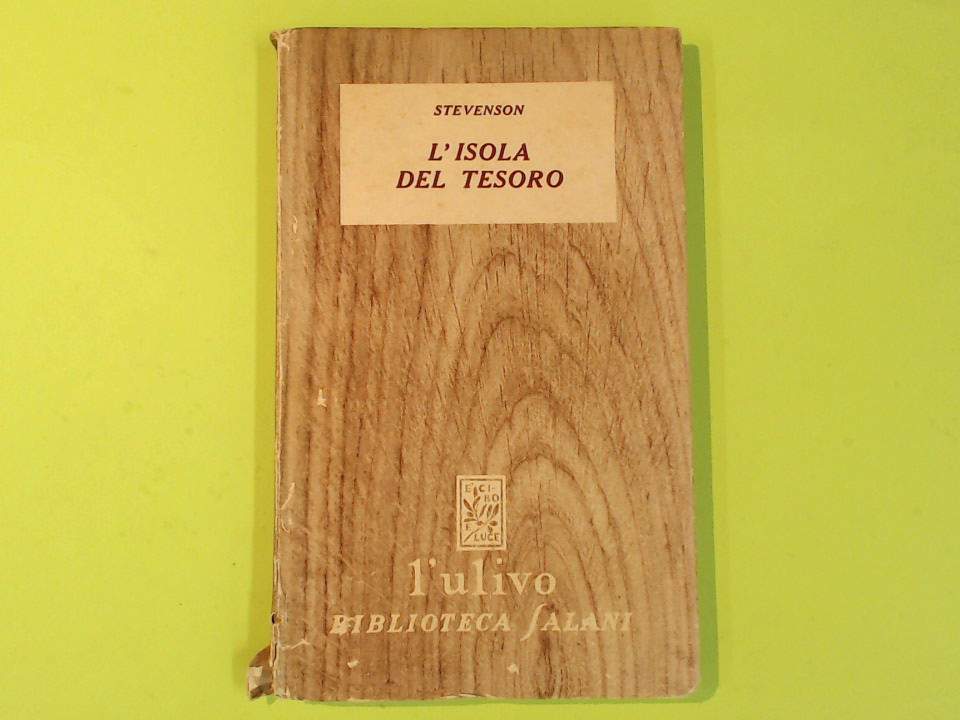 STEVENSON
L'ISOLA
DEL TESORO
E' CI-
BO
E
LUCE
l'ulivo
BIBLIOTECA SALANI